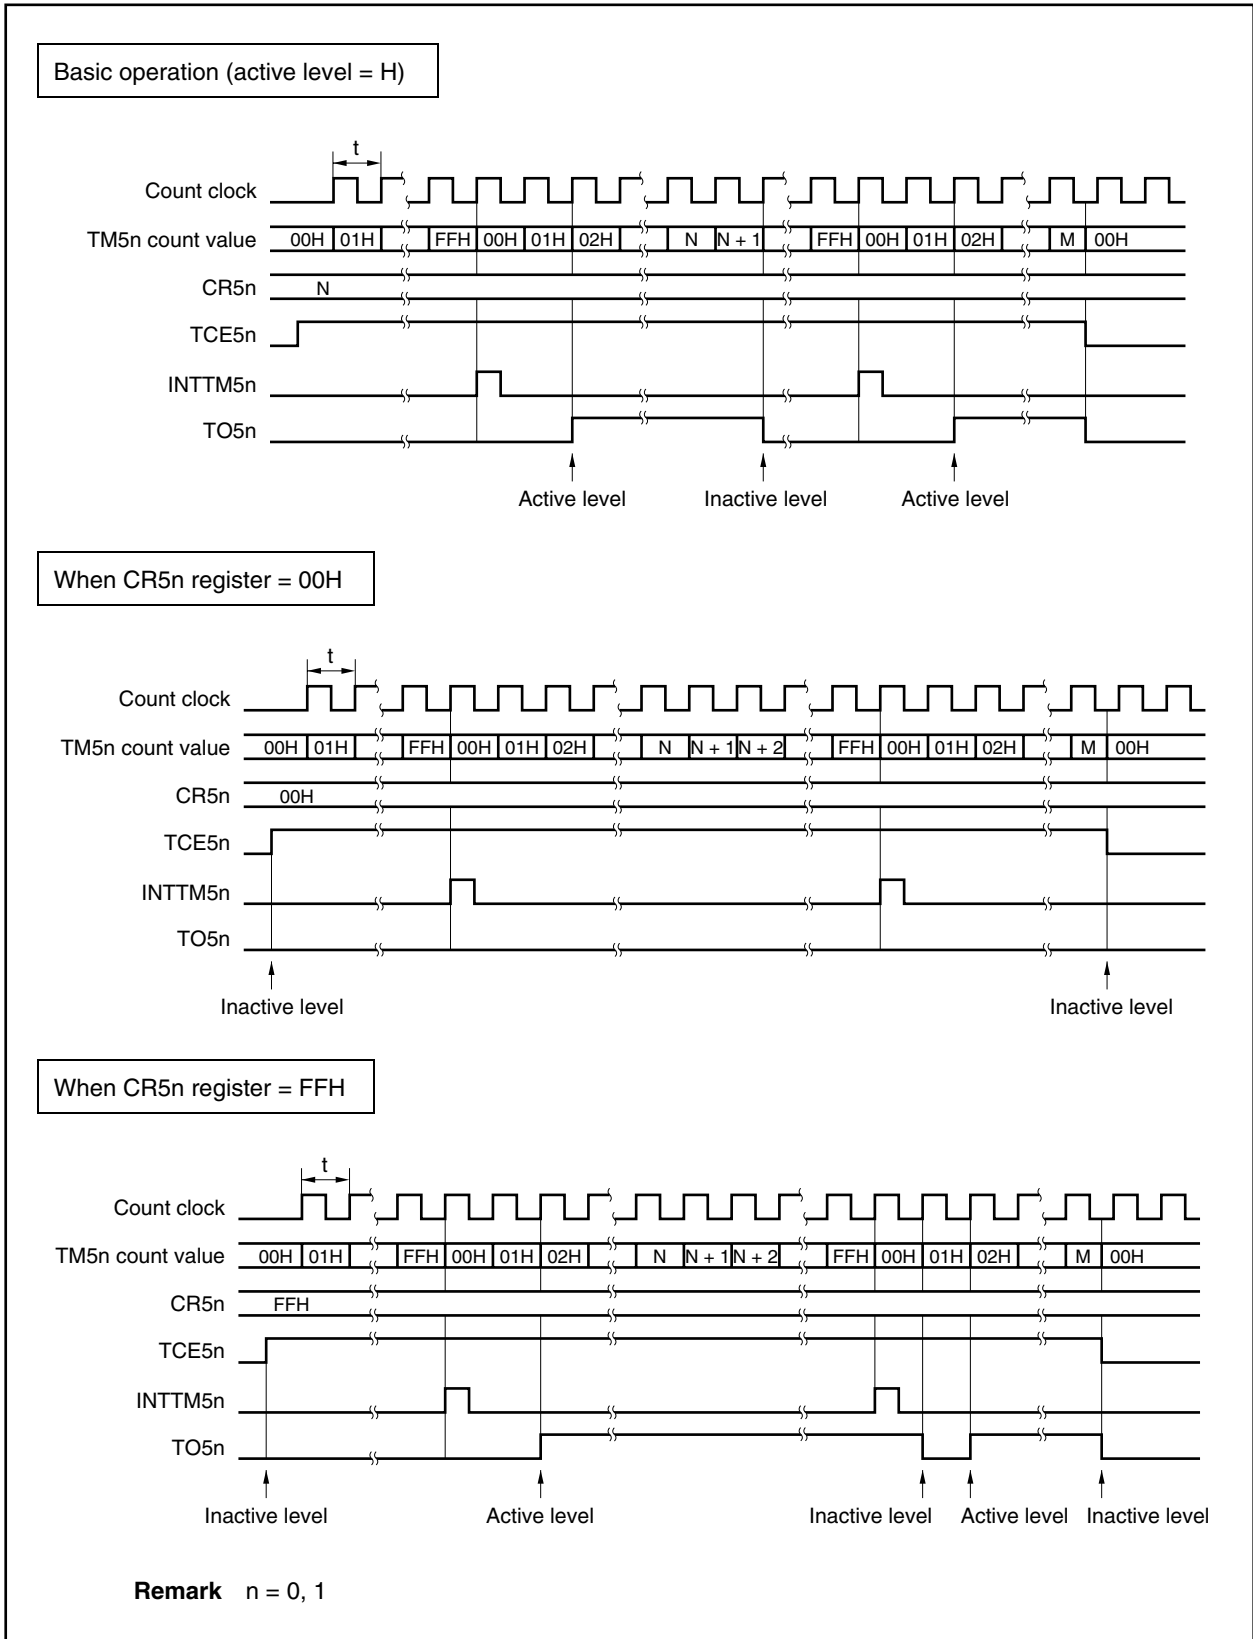 Basic operation (active level = H)
t
Count clock
TM5n count value 00H 01H FFH 00H 01H 02H N N + 1 FFH 00H 01H 02H M 00H
CR5n N
TCE5n
INTTM5n
TO5n
Active level Inactive level Active level
When CR5n register = 00H
t
Count clock
TM5n count value 00H 01H FFH 00H 01H 02H N N + 1 N + 2 FFH 00H 01H 02H M 00H
CR5n 00H
TCE5n
INTTM5n
TO5n
Inactive level Inactive level
When CR5n register = FFH
t
Count clock
TM5n count value 00H 01H FFH 00H 01H 02H N N + 1 N + 2 FFH 00H 01H 02H M 00H
CR5n FFH
TCE5n
INTTM5n
TO5n
Inactive level Active level Inactive level Active level Inactive level
Remark n = 0, 1